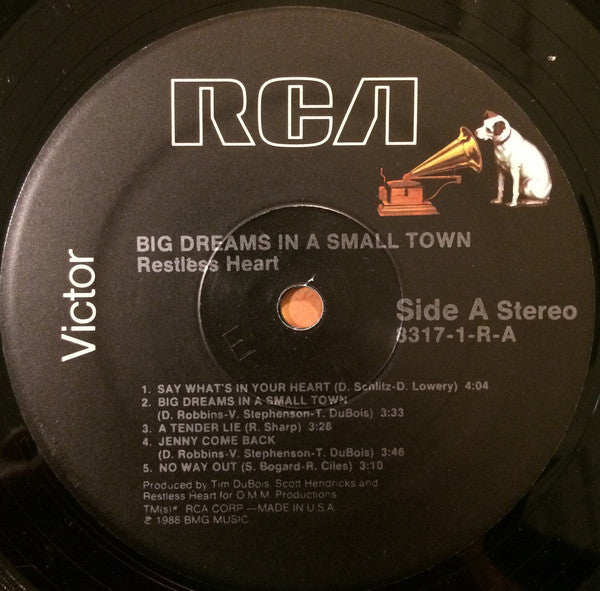 RCA
Victor
BIG DREAMS IN A SMALL TOWN
Restless Heart
Side A Stereo
8317-1-R-A
1. SAY WHAT'S IN YOUR HEART (D. Schlitz-D. Lowery) 4:04
2. BIG DREAMS IN A SMALL TOWN
(D. Robbins-V. Stephenson-T. DuBois) 3:33
3. A TENDER LIE (R. Sharp) 3:28
4. JENNY COME BACK
(D. Robbins-V. Stephenson-T. DuBois) 3:46
5. NO WAY OUT (S. Bogard-R. Giles) 3:10
Produced by Tim DuBois, Scott Hendricks and
Restless Heart for O.M.M. Productions
TM(s)* RCA CORP —MADE IN U.S.A.
℗ 1988 BMG MUSIC